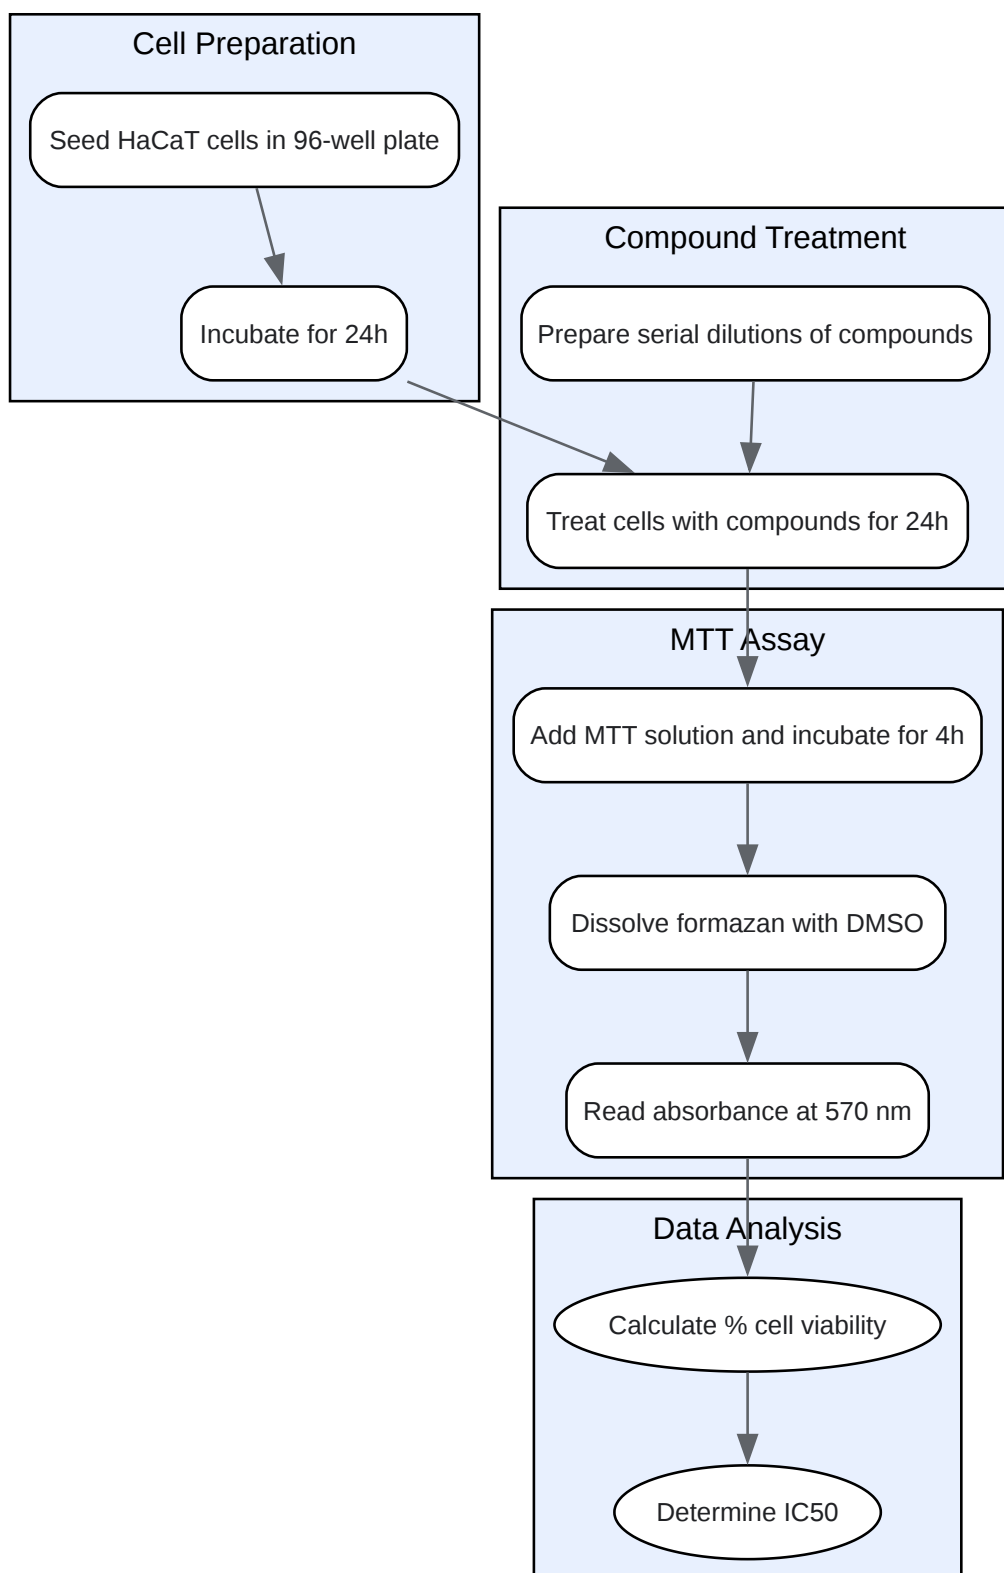 Cell Preparation
Seed HaCaT cells in 96-well plate
Incubate for 24h
Compound Treatment
Prepare serial dilutions of compounds
Treat cells with compounds for 24h
MTT Assay
Add MTT solution and incubate for 4h
Dissolve formazan with DMSO
Read absorbance at 570 nm
Data Analysis
Calculate % cell viability
Determine IC50